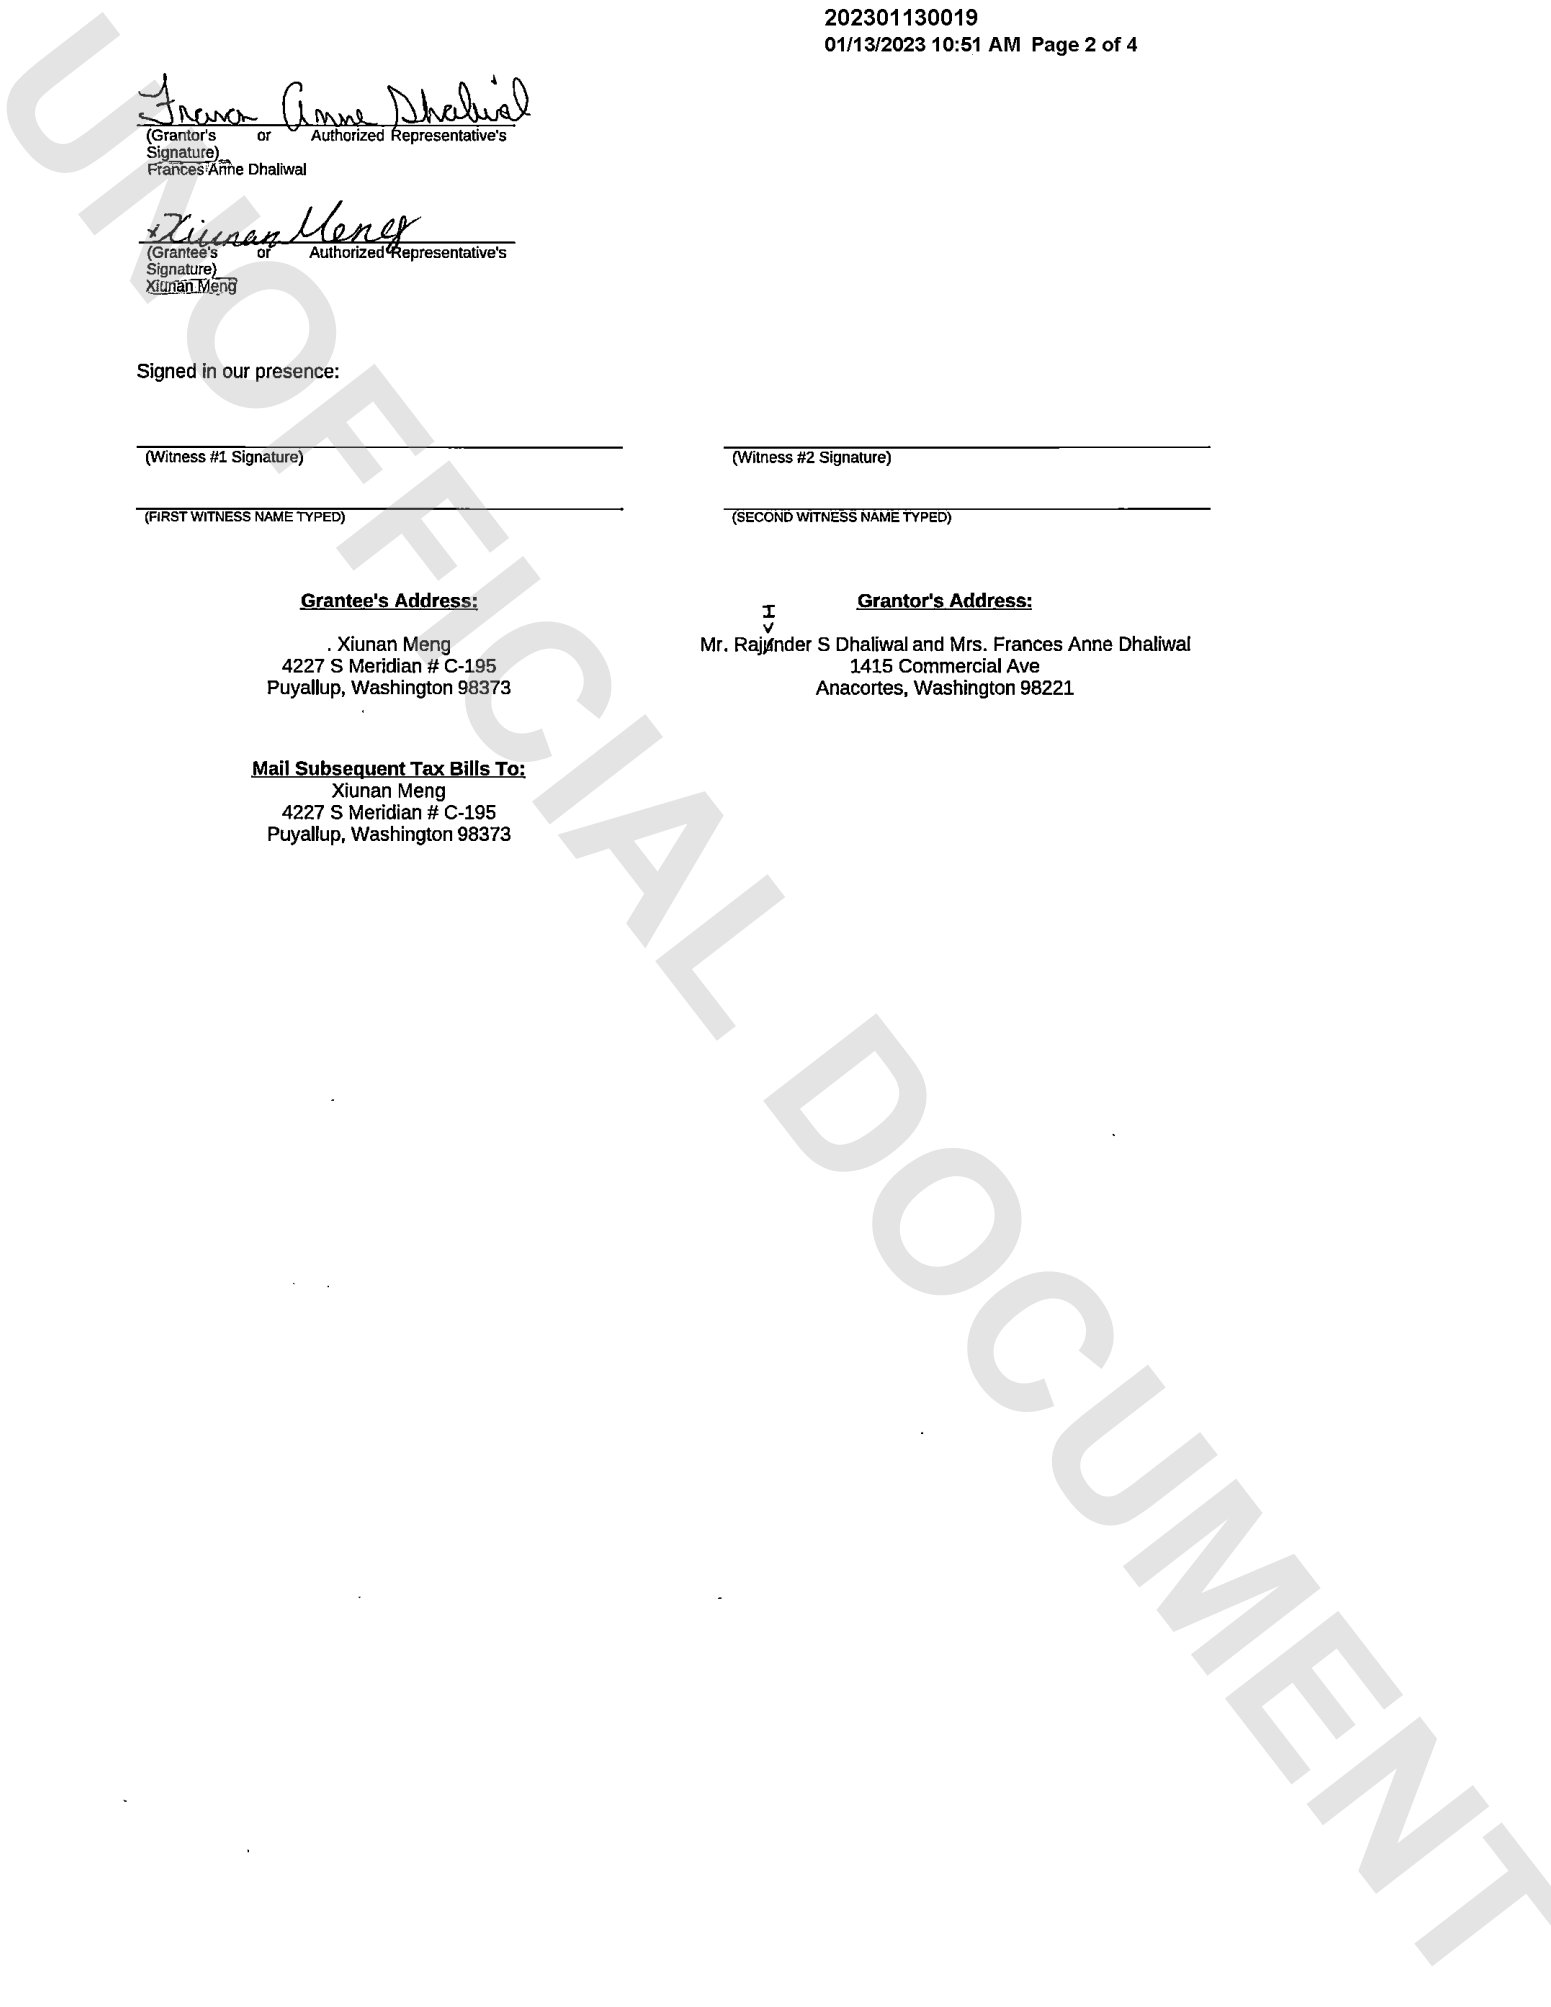 202301130019
01/13/2023 10:51 AM Page 2 of 4
Frances Anne Dhaliwal
(Grantor's or Authorized Representative's
Signature)
Frances Anne Dhaliwal
x Xiunan Meng
(Grantee's or Authorized Representative's
Signature)
Xiunan Meng
Signed in our presence:
(Witness #1 Signature) (Witness #2 Signature)
(FIRST WITNESS NAME TYPED) (SECOND WITNESS NAME TYPED)
Grantee's Address:
. Xiunan Meng
4227 S Meridian # C-195
Puyallup, Washington 98373
Grantor's Address:
I
Mr. Rajinder S Dhaliwal and Mrs. Frances Anne Dhaliwal
1415 Commercial Ave
Anacortes, Washington 98221
Mail Subsequent Tax Bills To:
Xiunan Meng
4227 S Meridian # C-195
Puyallup, Washington 98373
UNOFFICIAL DOCUMENT